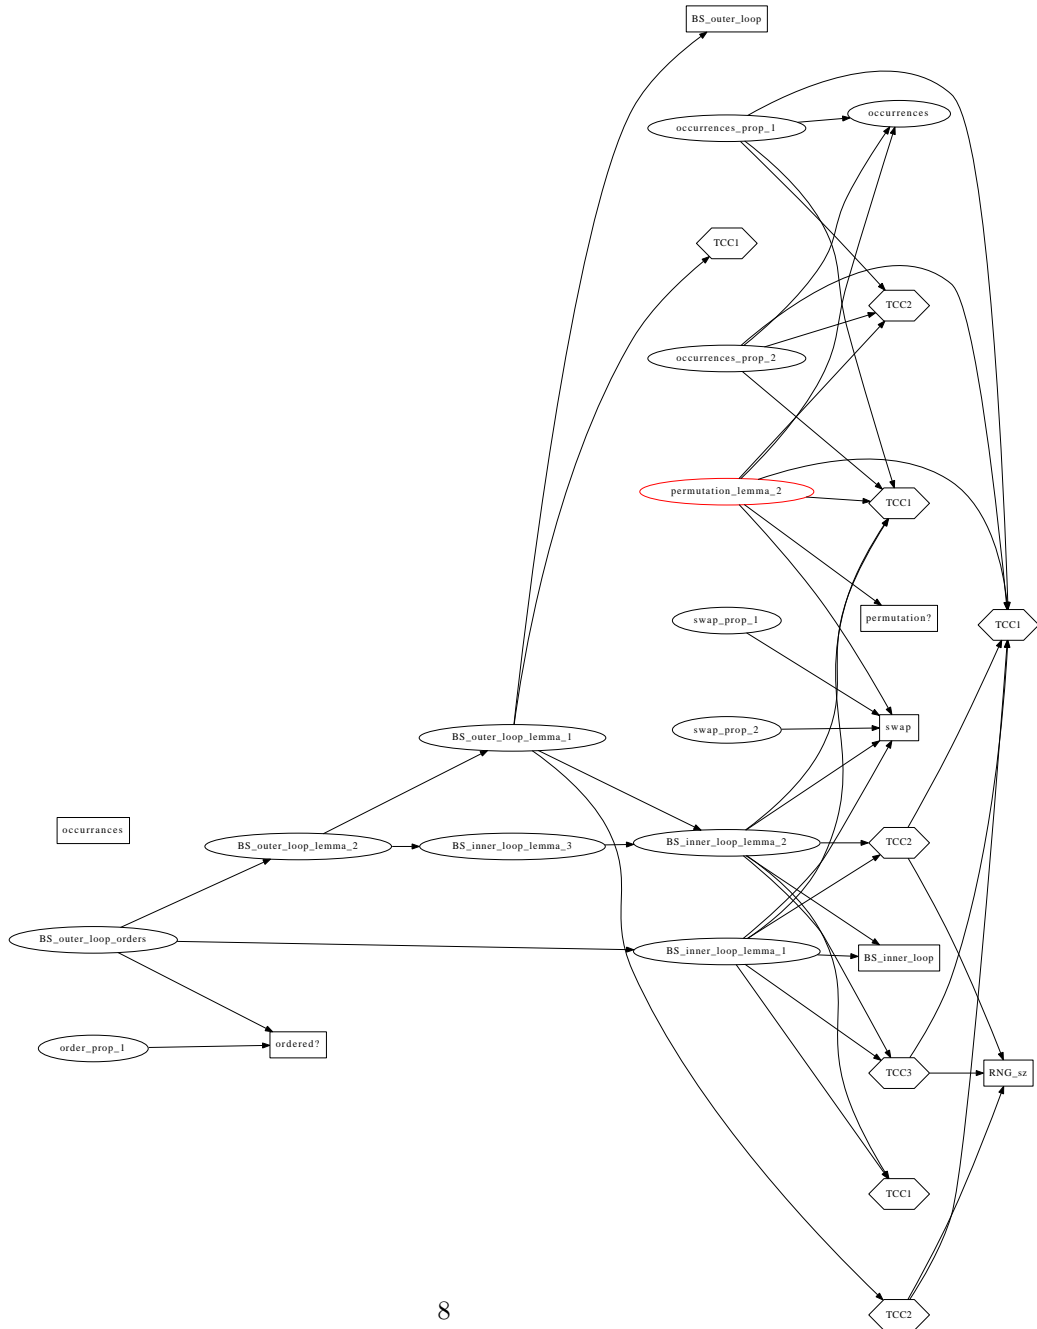 BS_outer_loop
occurrences
occurrences_prop_1
TCC1
TCC2
occurrences_prop_2
permutation_lemma_2
TCC1
permutation?
swap_prop_1
TCC1
swap
swap_prop_2
BS_outer_loop_lemma_1
occurrances
BS_outer_loop_lemma_2
BS_inner_loop_lemma_3
BS_inner_loop_lemma_2
TCC2
BS_outer_loop_orders
BS_inner_loop_lemma_1
BS_inner_loop
order_prop_1
ordered?
TCC3
RNG_sz
TCC1
TCC2
8